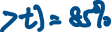 >t) = 85%